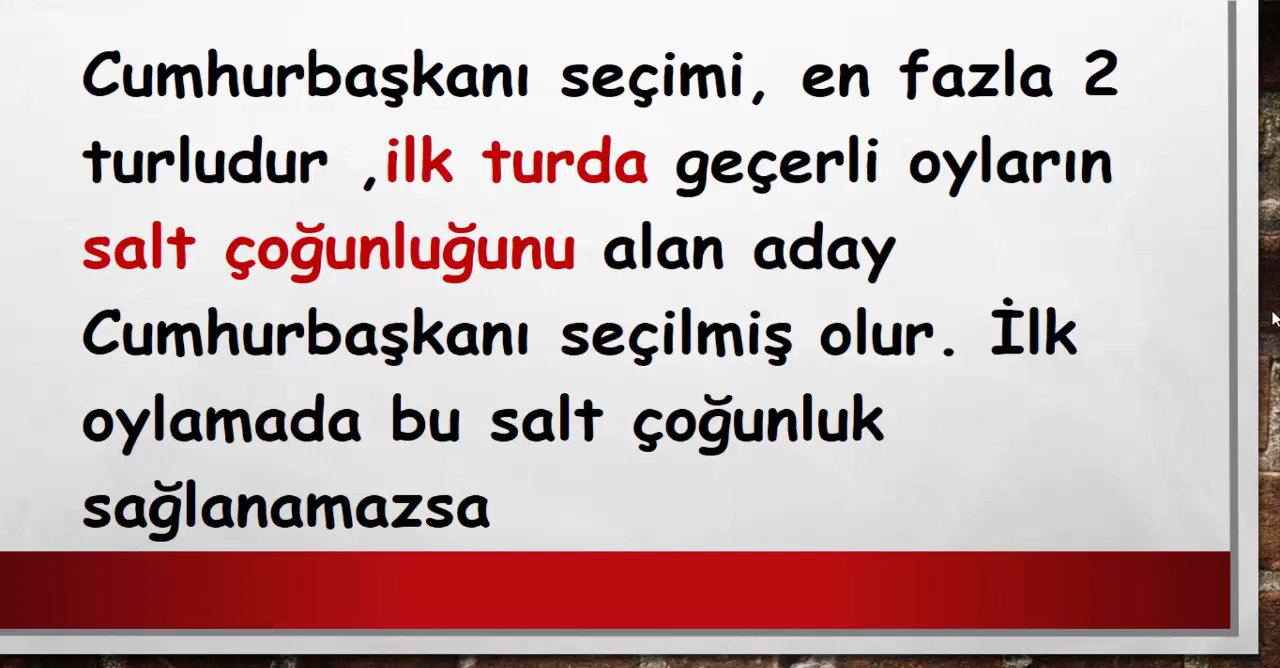 Cumhurbaşkanı seçimi, en fazla 2
turludur ,ilk turda geçerli oyların
salt çoğunluğunu alan aday
Cumhurbaşkanı seçilmiş olur. İlk
oylamada bu salt çoğunluk
sağlanamazsa